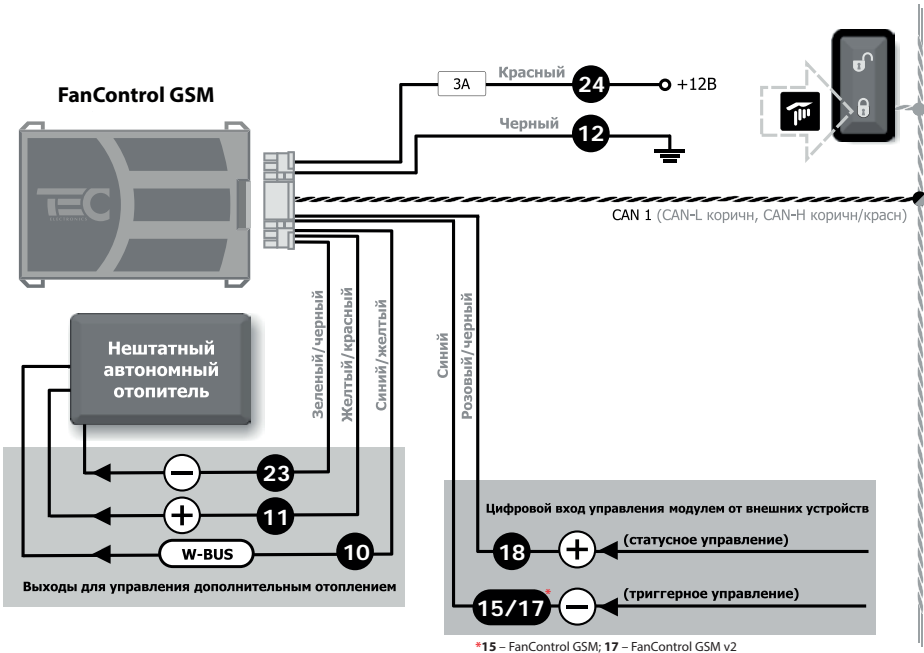 FanControl GSM
3А
Красный
24
+12В
Черный
12
TEC
ELECTRONICS
CAN 1 (CAN-L коричн, CAN-H коричн/красн)
Зеленый/черный
Желтый/красный
Синий/желтый
Синий
Розовый/черный
Нештатный
автономный
отопитель
23
11
W-BUS
10
Выходы для управления дополнительным отоплением
Цифровой вход управления модулем от внешних устройств
18
(статусное управление)
15/17*
(триггерное управление)
*15 – FanControl GSM; 17 – FanControl GSM v2